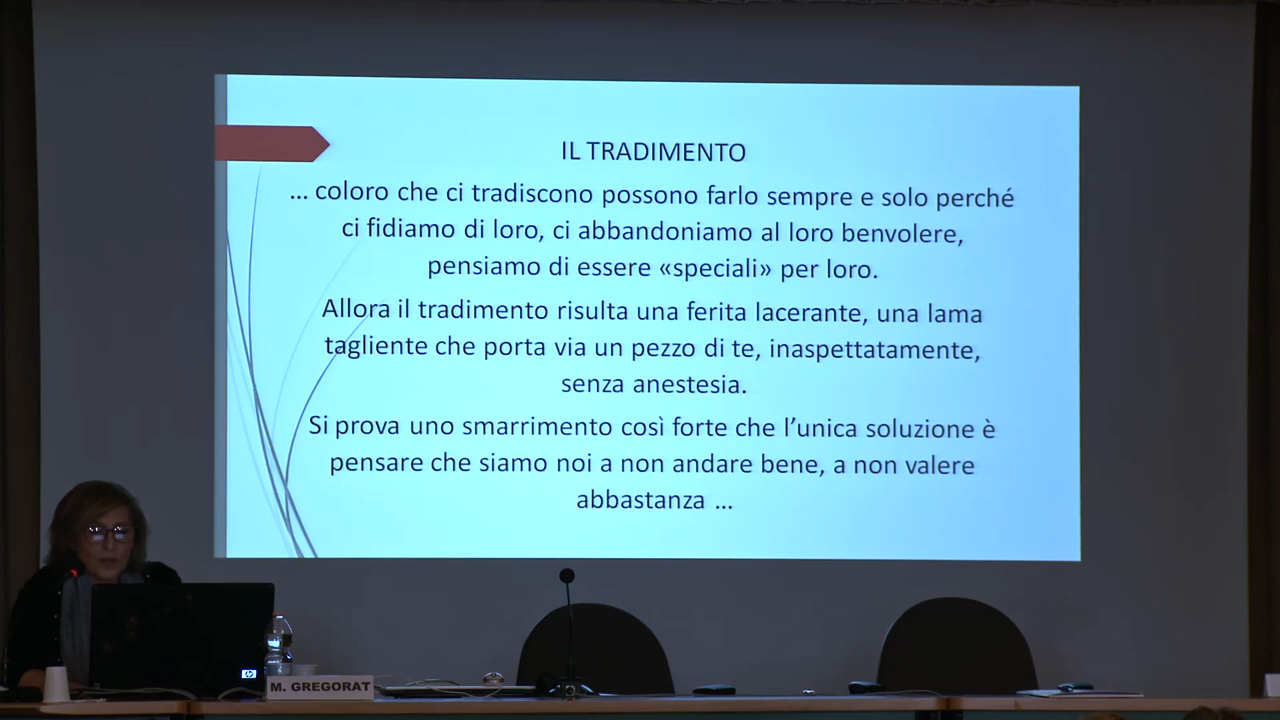 IL TRADIMENTO
... coloro che ci tradiscono possono farlo sempre e solo perché
ci fidiamo di loro, ci abbandoniamo al loro benvolere,
pensiamo di essere «speciali» per loro.
Allora il tradimento risulta una ferita lacerante, una lama
tagliente che porta via un pezzo di te, inaspettatamente,
senza anestesia.
Si prova uno smarrimento così forte che l’unica soluzione è
pensare che siamo noi a non andare bene, a non valere
abbastanza ...
hp
M. GREGORAT